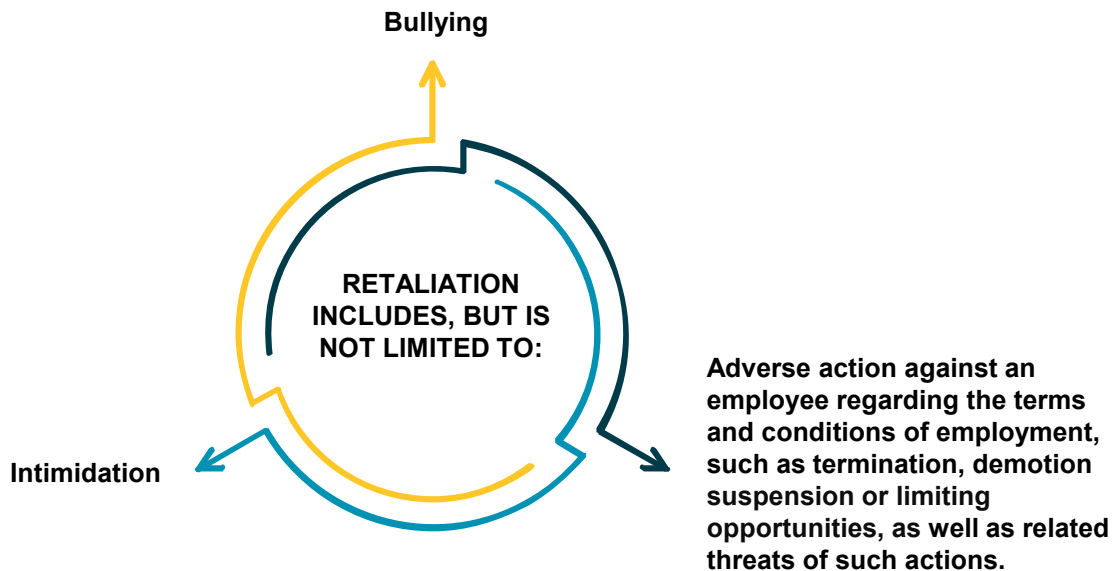 Bullying
RETALIATION
INCLUDES, BUT IS
NOT LIMITED TO:
Adverse action against an
employee regarding the terms
and conditions of employment,
such as termination, demotion
suspension or limiting
opportunities, as well as related
threats of such actions.
Intimidation